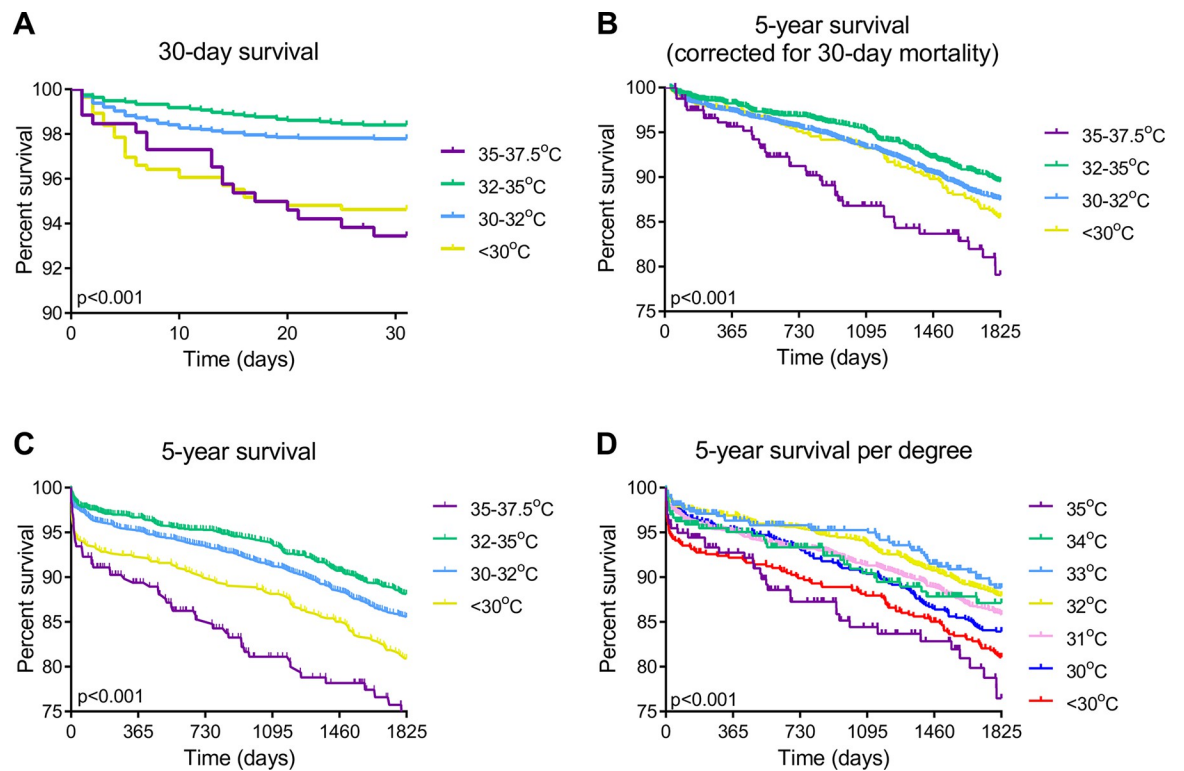 A
30-day survival
Percent survival
100
98
96
94
92
90
p<0.001
0 10 20 30
Time (days)
35-37.5°C
32-35°C
30-32°C
<30°C
B
5-year survival
(corrected for 30-day mortality)
Percent survival
100
95
90
85
80
75
p<0.001
0 365 730 1095 1460 1825
Time (days)
35-37.5°C
32-35°C
30-32°C
<30°C
C
5-year survival
Percent survival
100
95
90
85
80
75
p<0.001
0 365 730 1095 1460 1825
Time (days)
35-37.5°C
32-35°C
30-32°C
<30°C
D
5-year survival per degree
Percent survival
100
95
90
85
80
75
p<0.001
0 365 730 1095 1460 1825
Time (days)
35°C
34°C
33°C
32°C
31°C
30°C
<30°C